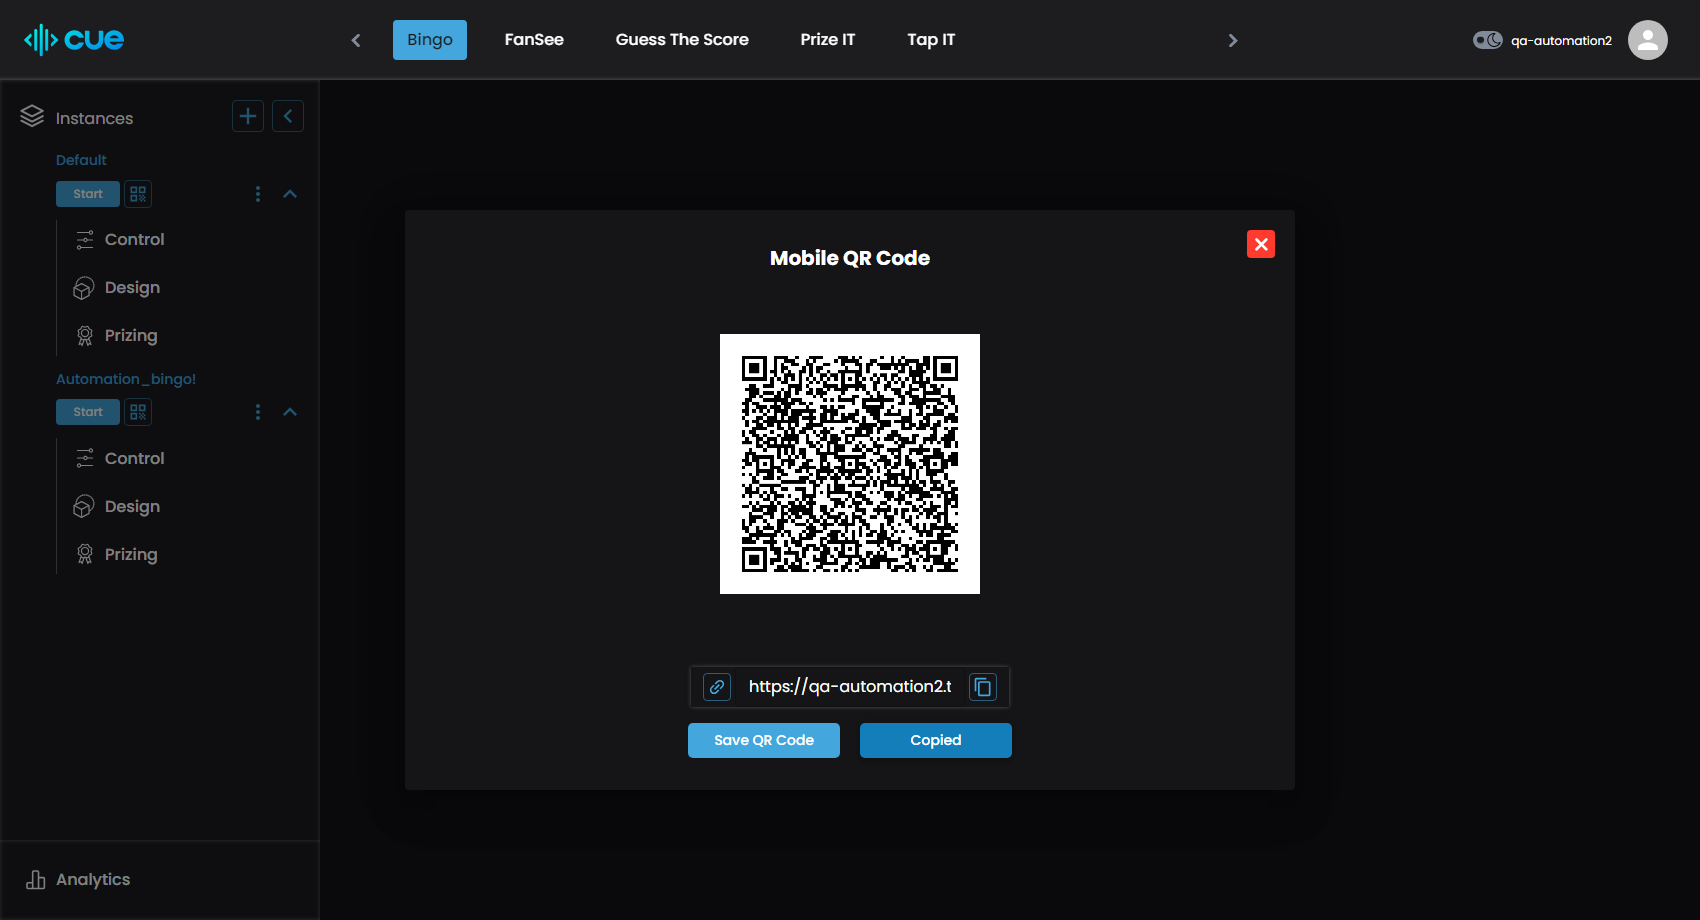 cue
Bingo
FanSee
Guess The Score
Prize IT
Tap IT
qa-automation2
Instances
Default
Start
Control
Design
Prizing
Automation_bingo!
Start
Control
Design
Prizing
Analytics
Mobile QR Code
https://qa-automation2.t
Save QR Code
Copied